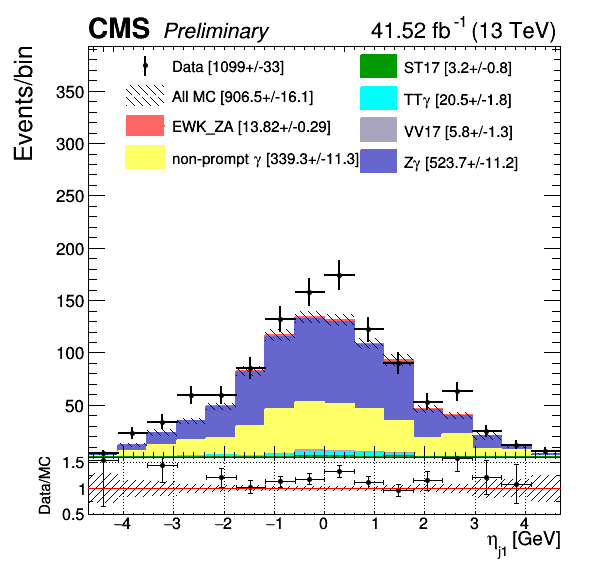 CMS Preliminary 41.52 fb⁻¹ (13 TeV)
Events/bin
Data [1099+/-33]
All MC [906.5+/-16.1]
EWK_ZA [13.82+/-0.29]
non-prompt γ [339.3+/-11.3]
ST17 [3.2+/-0.8]
TTγ [20.5+/-1.8]
VV17 [5.8+/-1.3]
Zγ [523.7+/-11.2]
350
300
250
200
150
100
50
Data/MC
1.5
1
0.5
−4 −3 −2 −1 0 1 2 3 4
η_j1 [GeV]